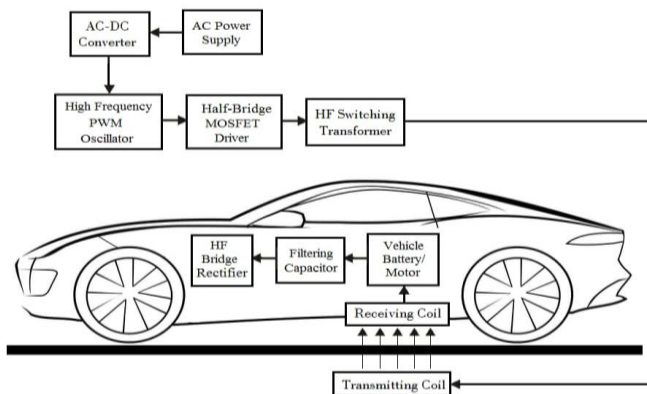 AC-DC
Converter
AC Power
Supply
High Frequency
PWM
Oscillator
Half-Bridge
MOSFET
Driver
HF Switching
Transformer
HF
Bridge
Rectifier
Filtering
Capacitor
Vehicle
Battery/
Motor
Receiving Coil
Transmitting Coil